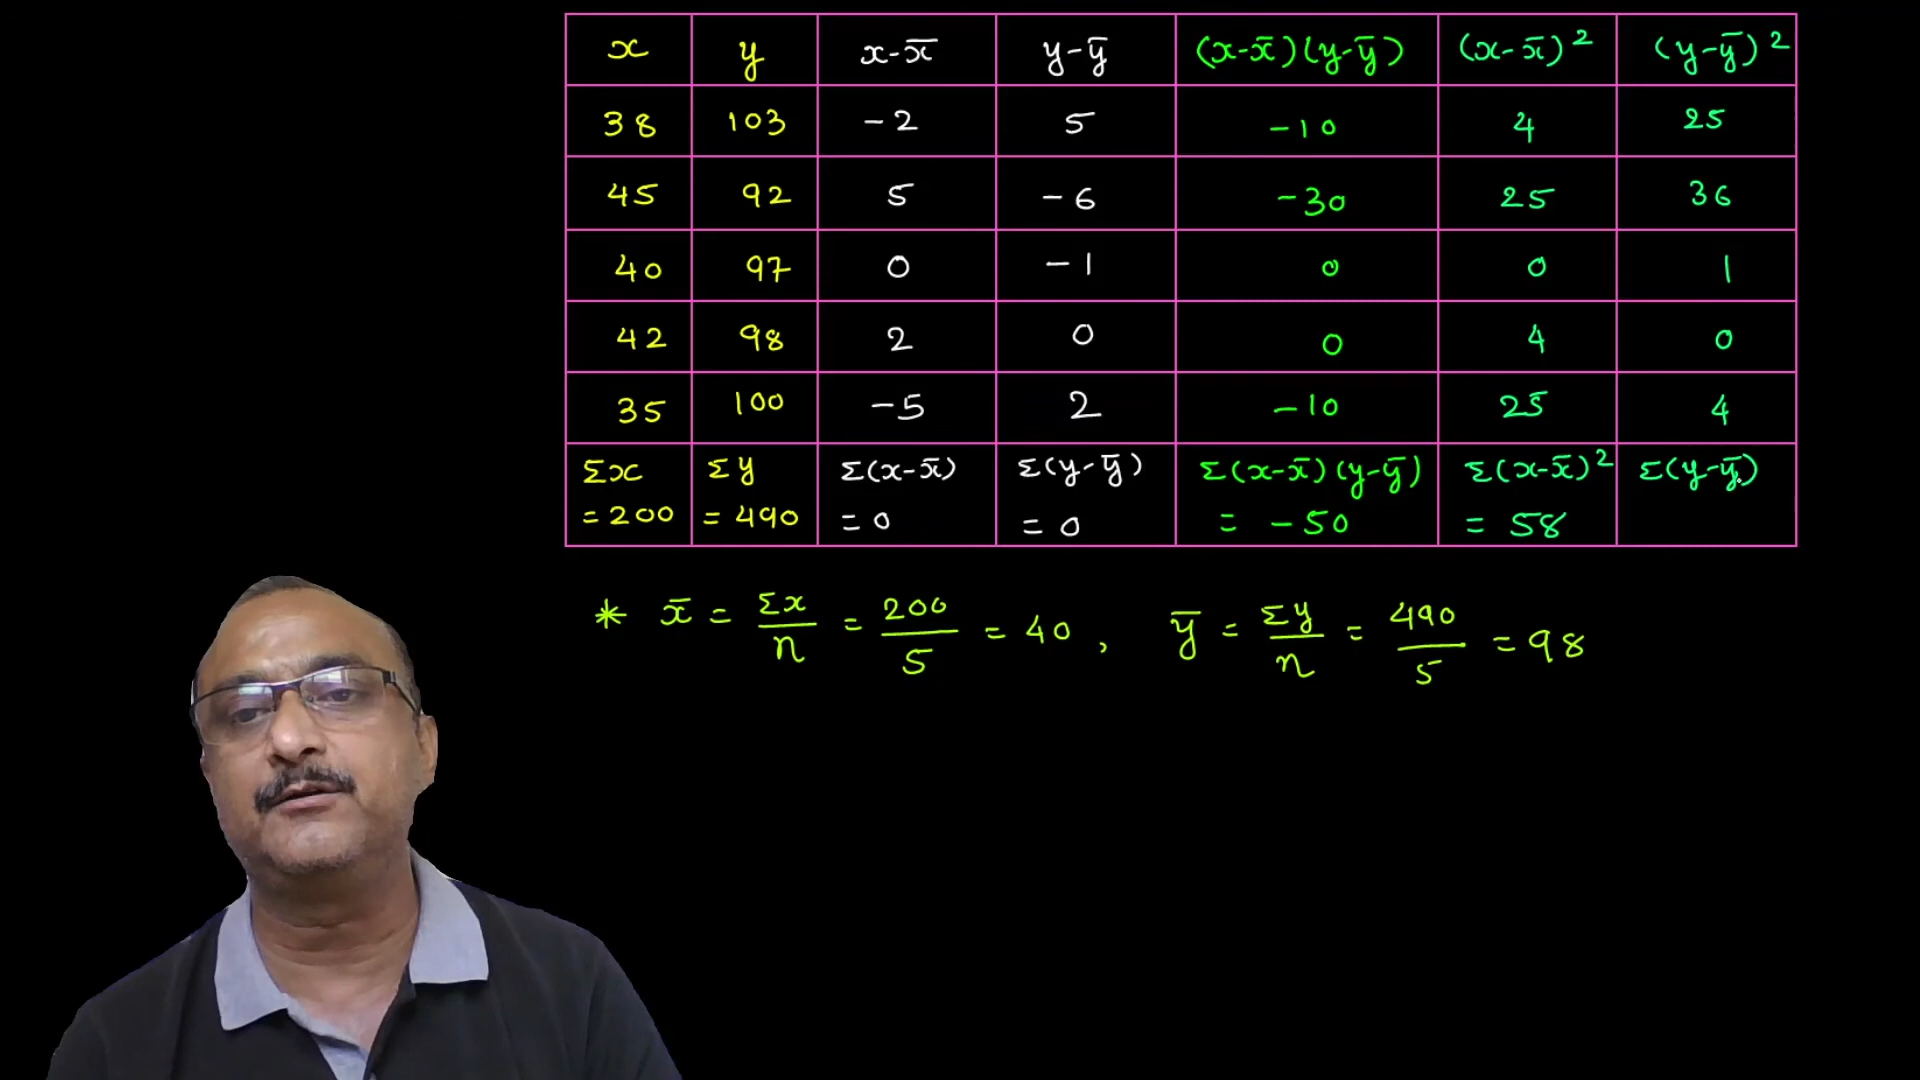 x y x-x̄ y-ȳ (x-x̄)(y-ȳ) (x-x̄)² (y-ȳ)²
38 103 -2 5 -10 4 25
45 92 5 -6 -30 25 36
40 97 0 -1 0 0 1
42 98 2 0 0 4 0
35 100 -5 2 -10 25 4
Σx Σy Σ(x-x̄) Σ(y-ȳ) Σ(x-x̄)(y-ȳ) Σ(x-x̄)² Σ(y-ȳ)
=200 =490 =0 =0 = -50 = 58
* x̄ = Σx/n = 200/5 = 40, ȳ = Σy/n = 490/5 = 98